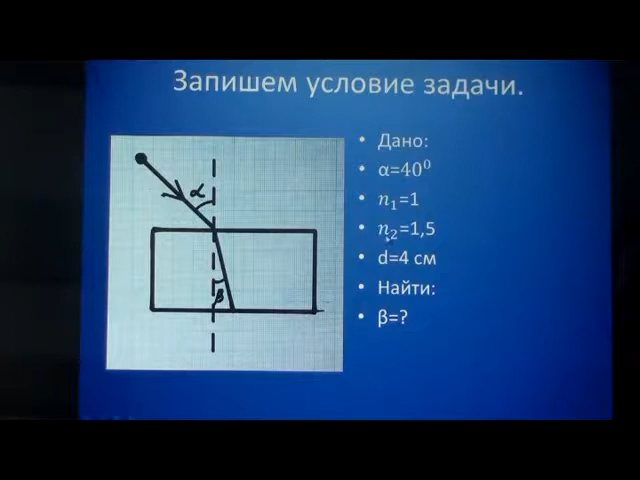 Запишем условие задачи.
α
β
• Дано:
• α=40⁰
• n₁=1
• n₂=1,5
• d=4 см
• Найти:
• β=?